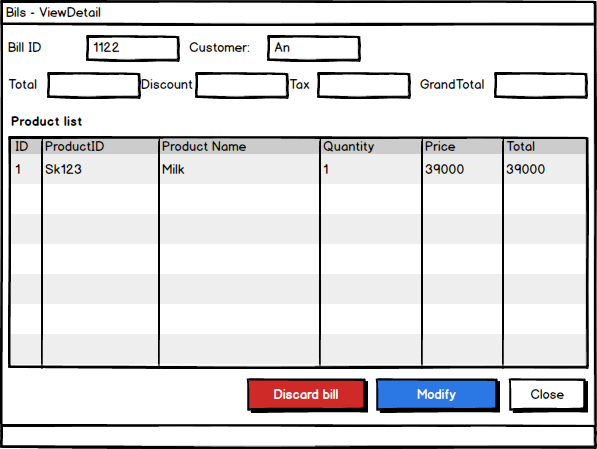 Bils - ViewDetail
Bill ID 1122 Customer: An
Total Discount Tax GrandTotal
Product list
ID ProductID Product Name Quantity Price Total
1 Sk123 Milk 1 39000 39000
Discard bill Modify Close